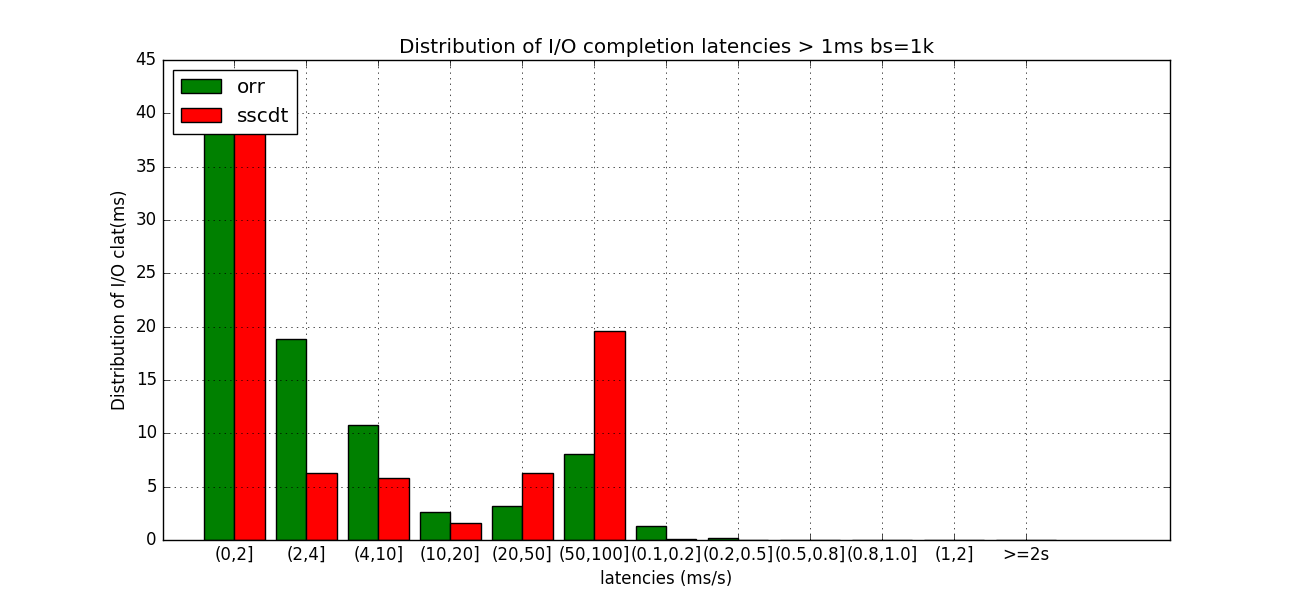 Distribution of I/O completion latencies > 1ms bs=1k
45
40
35
30
25
20
15
10
5
0
Distribution of I/O clat(ms)
orr
sscdt
(0,2] (2,4] (4,10] (10,20] (20,50] (50,100] (0.1,0.2] (0.2,0.5] (0.5,0.8] (0.8,1.0] (1,2] >=2s
latencies (ms/s)